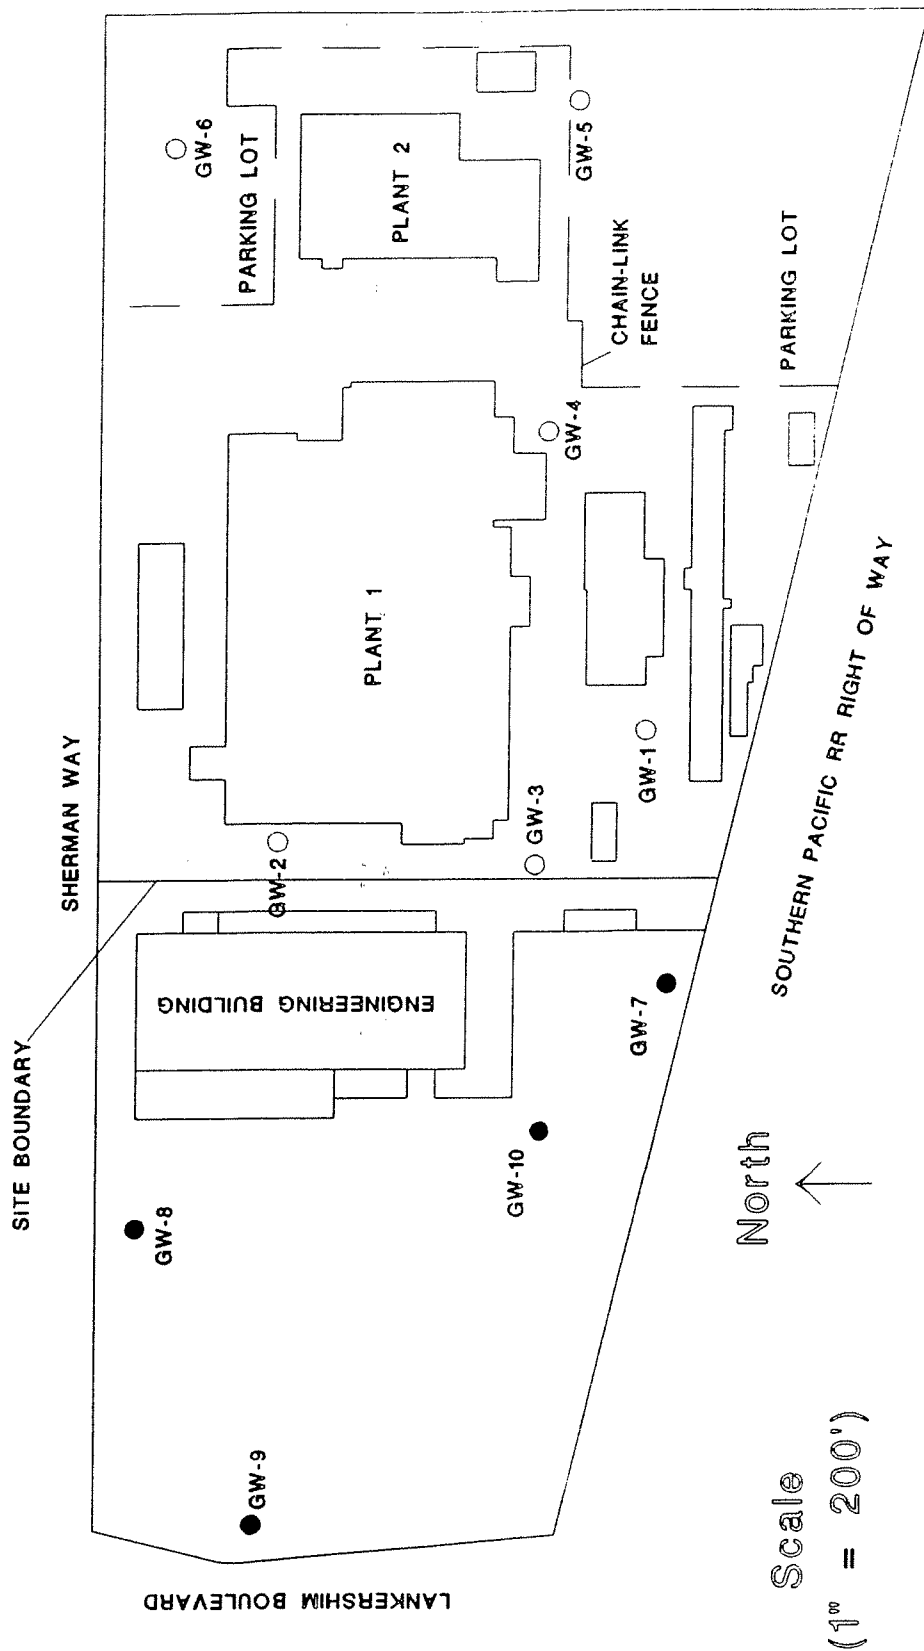 SITE BOUNDARY
SHERMAN WAY
LANKERSHIM BOULEVARD
GW-9
GW-8
ENGINEERING BUILDING
GW-10
GW-7
GW-2
GW-3
GW-1
PLANT 1
GW-4
PARKING LOT
GW-6
PLANT 2
GW-5
CHAIN-LINK
FENCE
PARKING LOT
SOUTHERN PACIFIC RR RIGHT OF WAY
North
Scale
(1" = 200')